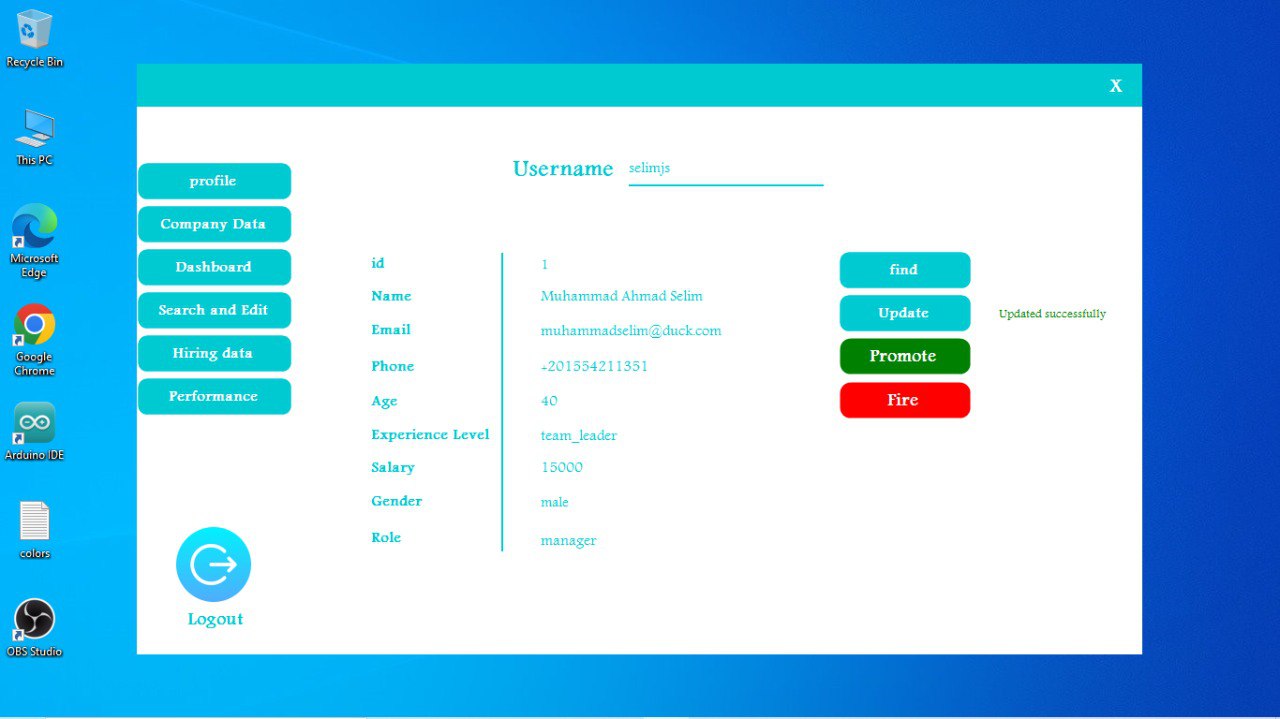 Recycle Bin
This PC
Microsoft
Edge
Google
Chrome
Arduino IDE
colors
OBS Studio
X
profile
Company Data
Dashboard
Search and Edit
Hiring data
Performance
Logout
Username selimjs
id 1
Name Muhammad Ahmad Selim
Email muhammadselim@duck.com
Phone +201554211351
Age 40
Experience Level team_leader
Salary 15000
Gender male
Role manager
find
Update Updated successfully
Promote
Fire